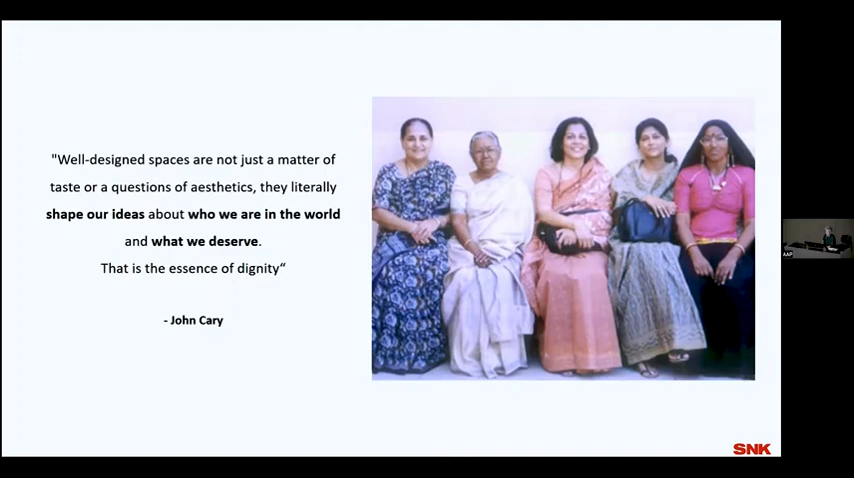 "Well-designed spaces are not just a matter of
taste or a questions of aesthetics, they literally
shape our ideas about who we are in the world
and what we deserve.
That is the essence of dignity“
- John Cary
SNK
AAP